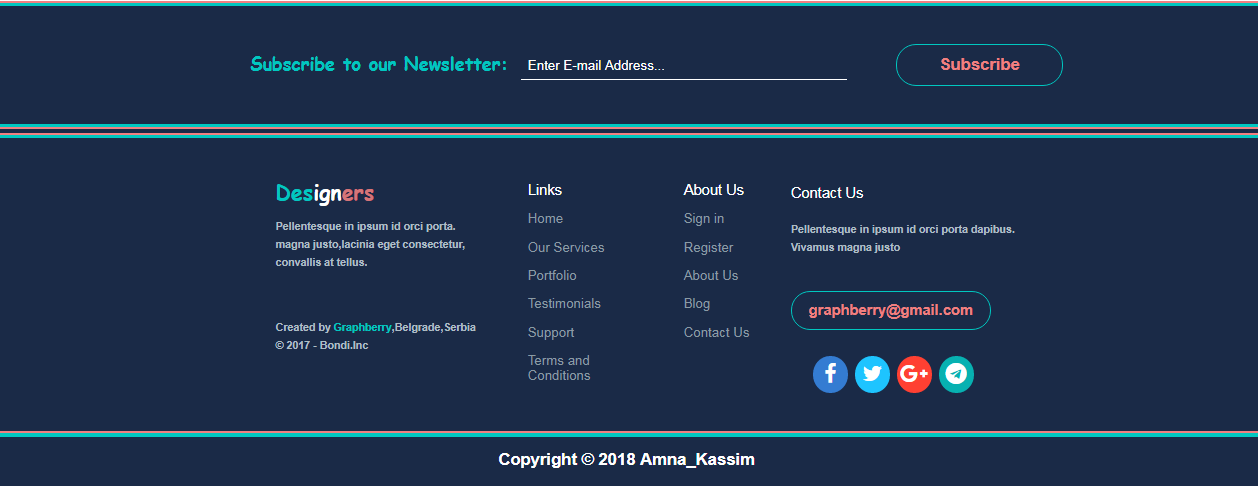 Subscribe to our Newsletter:
Enter E-mail Address...
Subscribe
Designers
Pellentesque in ipsum id orci porta.
magna justo,lacinia eget consectetur,
convallis at tellus.
Created by Graphberry,Belgrade,Serbia
© 2017 - Bondi.Inc
Links
Home
Our Services
Portfolio
Testimonials
Support
Terms and
Conditions
About Us
Sign in
Register
About Us
Blog
Contact Us
Contact Us
Pellentesque in ipsum id orci porta dapibus.
Vivamus magna justo
graphberry@gmail.com
Copyright © 2018 Amna_Kassim